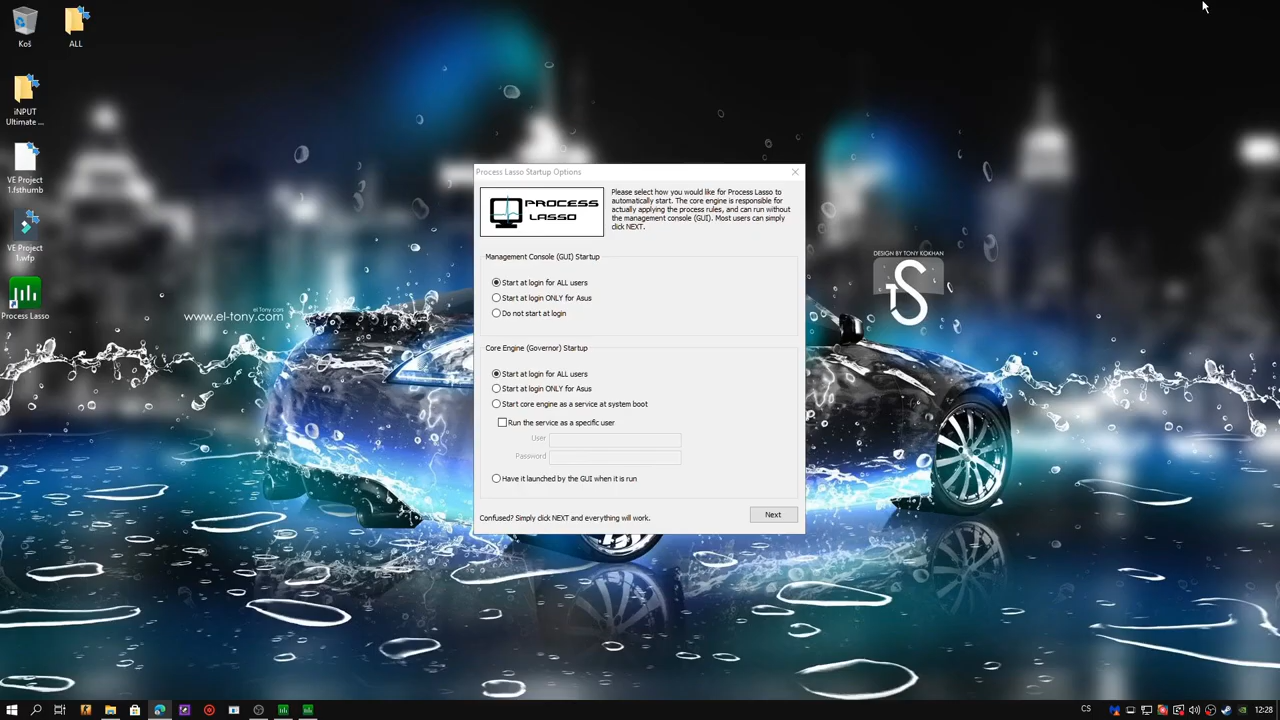 Koš
ALL
iNPUT
Ultimate ...
VE Project
1.fsthumb
VE Project
1.wfp
Process Lasso
www.el-tony.com
el Tony.com
DESIGN BY TONY KOKHAN
Process Lasso Startup Options
PROCESS
LASSO
Please select how you would like for Process Lasso to
automatically start. The core engine is responsible for
actually applying the process rules, and can run without
the management console (GUI). Most users can simply
click NEXT.
Management Console (GUI) Startup
Start at login for ALL users
Start at login ONLY for Asus
Do not start at login
Core Engine (Governor) Startup
Start at login for ALL users
Start at login ONLY for Asus
Start core engine as a service at system boot
Run the service as a specific user
User
Password
Have it launched by the GUI when it is run
Confused? Simply click NEXT and everything will work.
Next
CS
12:28